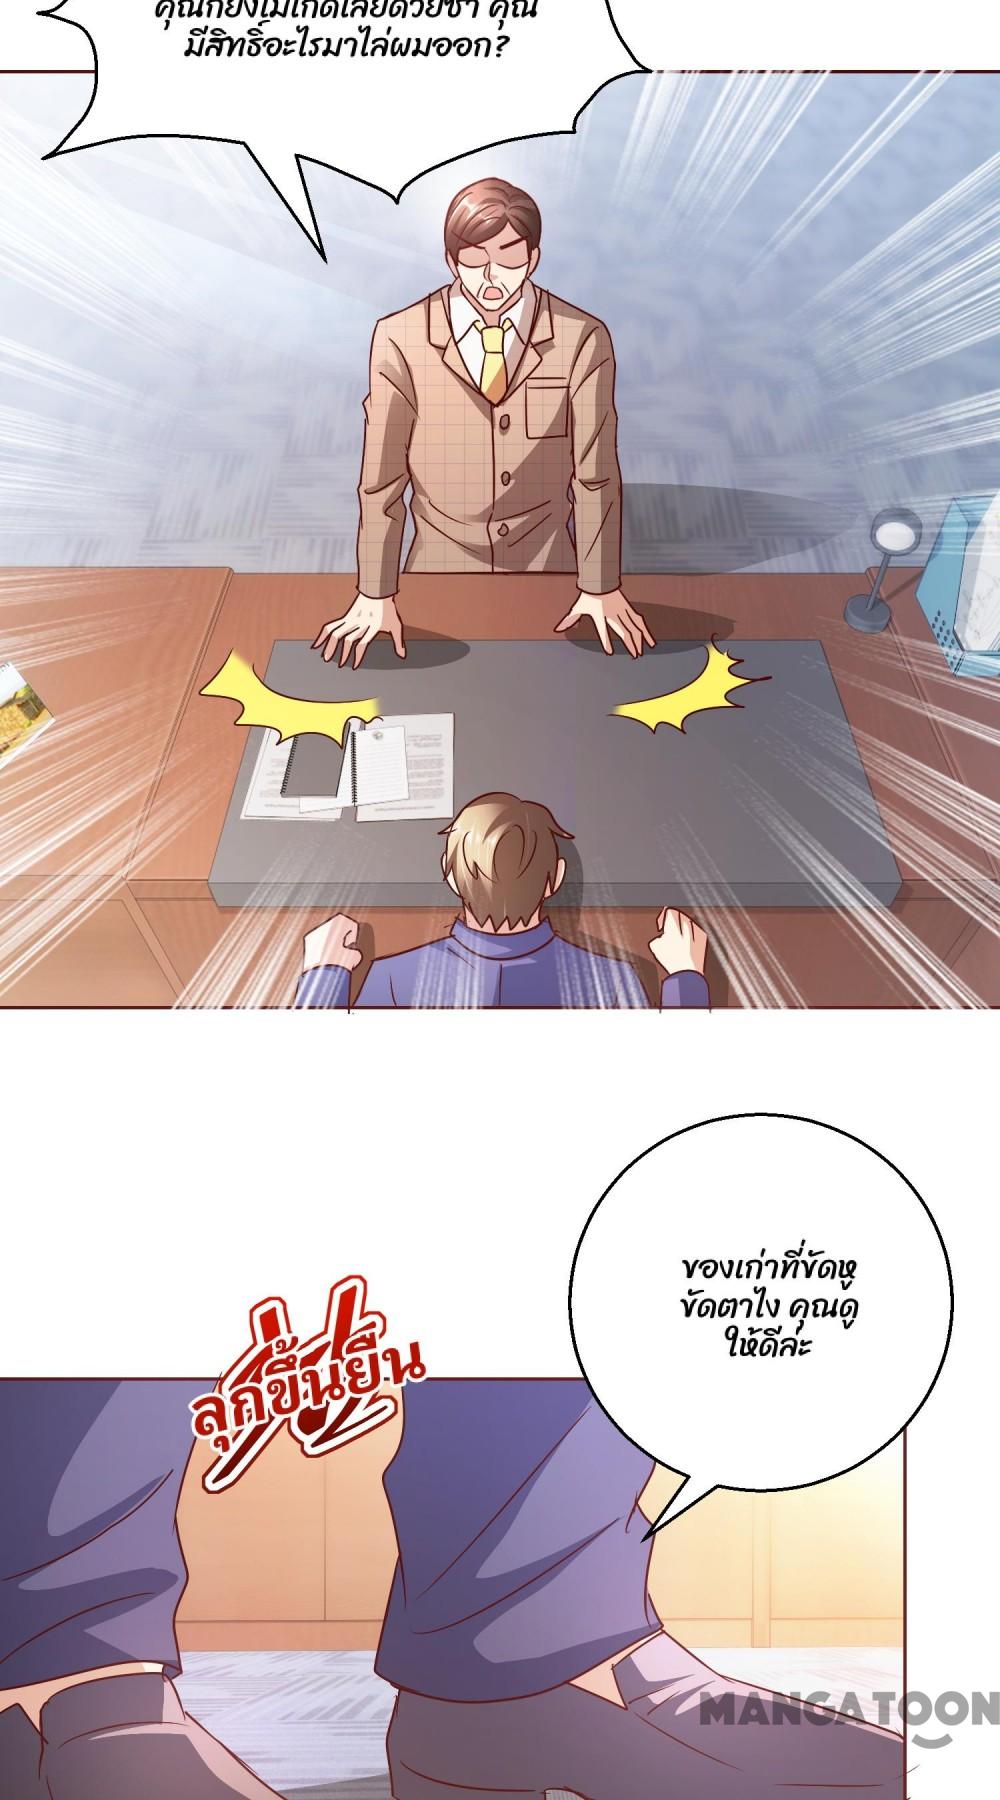 คุณก็ยังไม่เกิดเลยด้วยซ้ำ คุณ
มีสิทธิ์อะไรมาไล่ผมออก?
ของเก่าที่ขัดหู
ขัดตาไง คุณดู
ให้ดีล่ะ
ลุกขึ้นยืน
MANGATOON